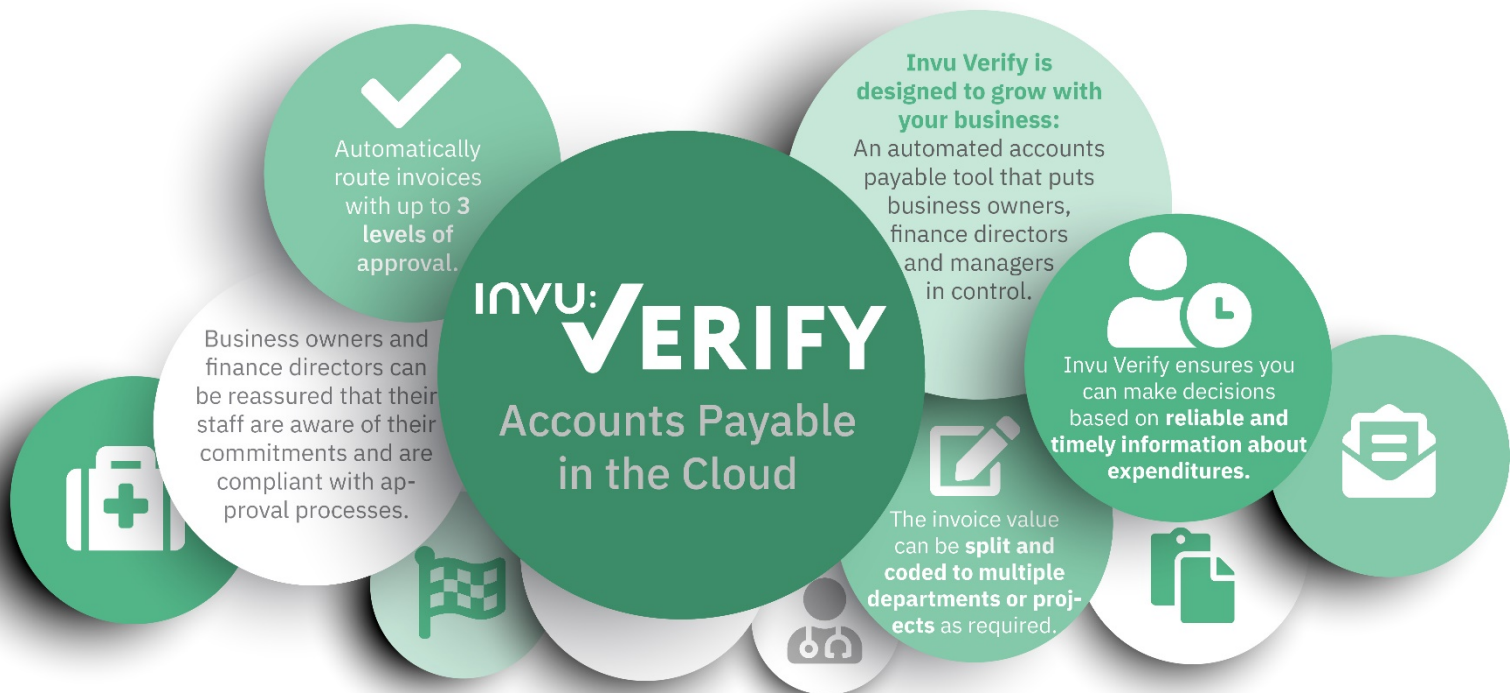 Automatically
route invoices
with up to 3
levels of
approval.
Business owners and
finance directors can
be reassured that their
staff are aware of their
commitments and are
compliant with ap-
proval processes.
INVU:
VERIFY
Accounts Payable
in the Cloud
Invu Verify is
designed to grow with
your business:
An automated accounts
payable tool that puts
business owners,
finance directors
and managers
in control.
Invu Verify ensures you
can make decisions
based on reliable and
timely information about
expenditures.
The invoice value
can be split and
coded to multiple
departments or proj-
ects as required.